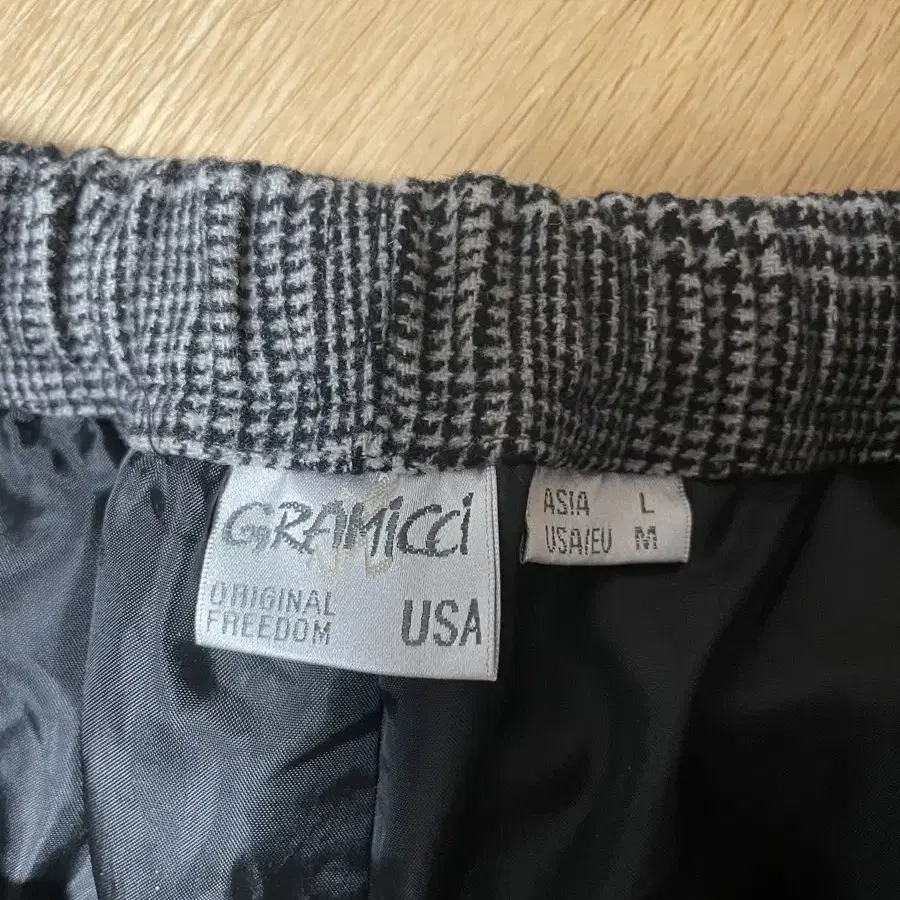 GRAMiCCi
ORIGINAL
FREEDOM
USA
ASIA L
USA/EU M